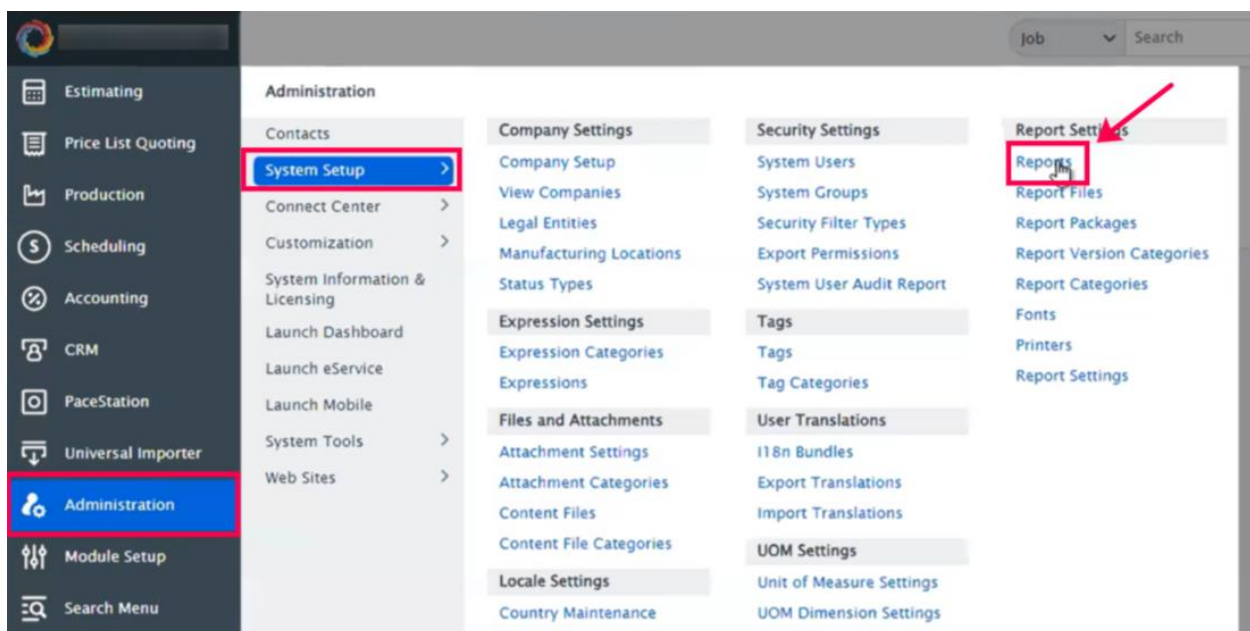 Job
Search
Estimating
Price List Quoting
Production
Scheduling
Accounting
CRM
PaceStation
Universal Importer
Administration
Module Setup
Search Menu
Administration
Contacts
System Setup
Connect Center
Customization
System Information &
Licensing
Launch Dashboard
Launch eService
Launch Mobile
System Tools
Web Sites
Company Settings
Company Setup
View Companies
Legal Entities
Manufacturing Locations
Status Types
Expression Settings
Expression Categories
Expressions
Files and Attachments
Attachment Settings
Attachment Categories
Content Files
Content File Categories
Locale Settings
Country Maintenance
Security Settings
System Users
System Groups
Security Filter Types
Export Permissions
System User Audit Report
Tags
Tags
Tag Categories
User Translations
I18n Bundles
Export Translations
Import Translations
UOM Settings
Unit of Measure Settings
UOM Dimension Settings
Report Settings
Reports
Report Files
Report Packages
Report Version Categories
Report Categories
Fonts
Printers
Report Settings